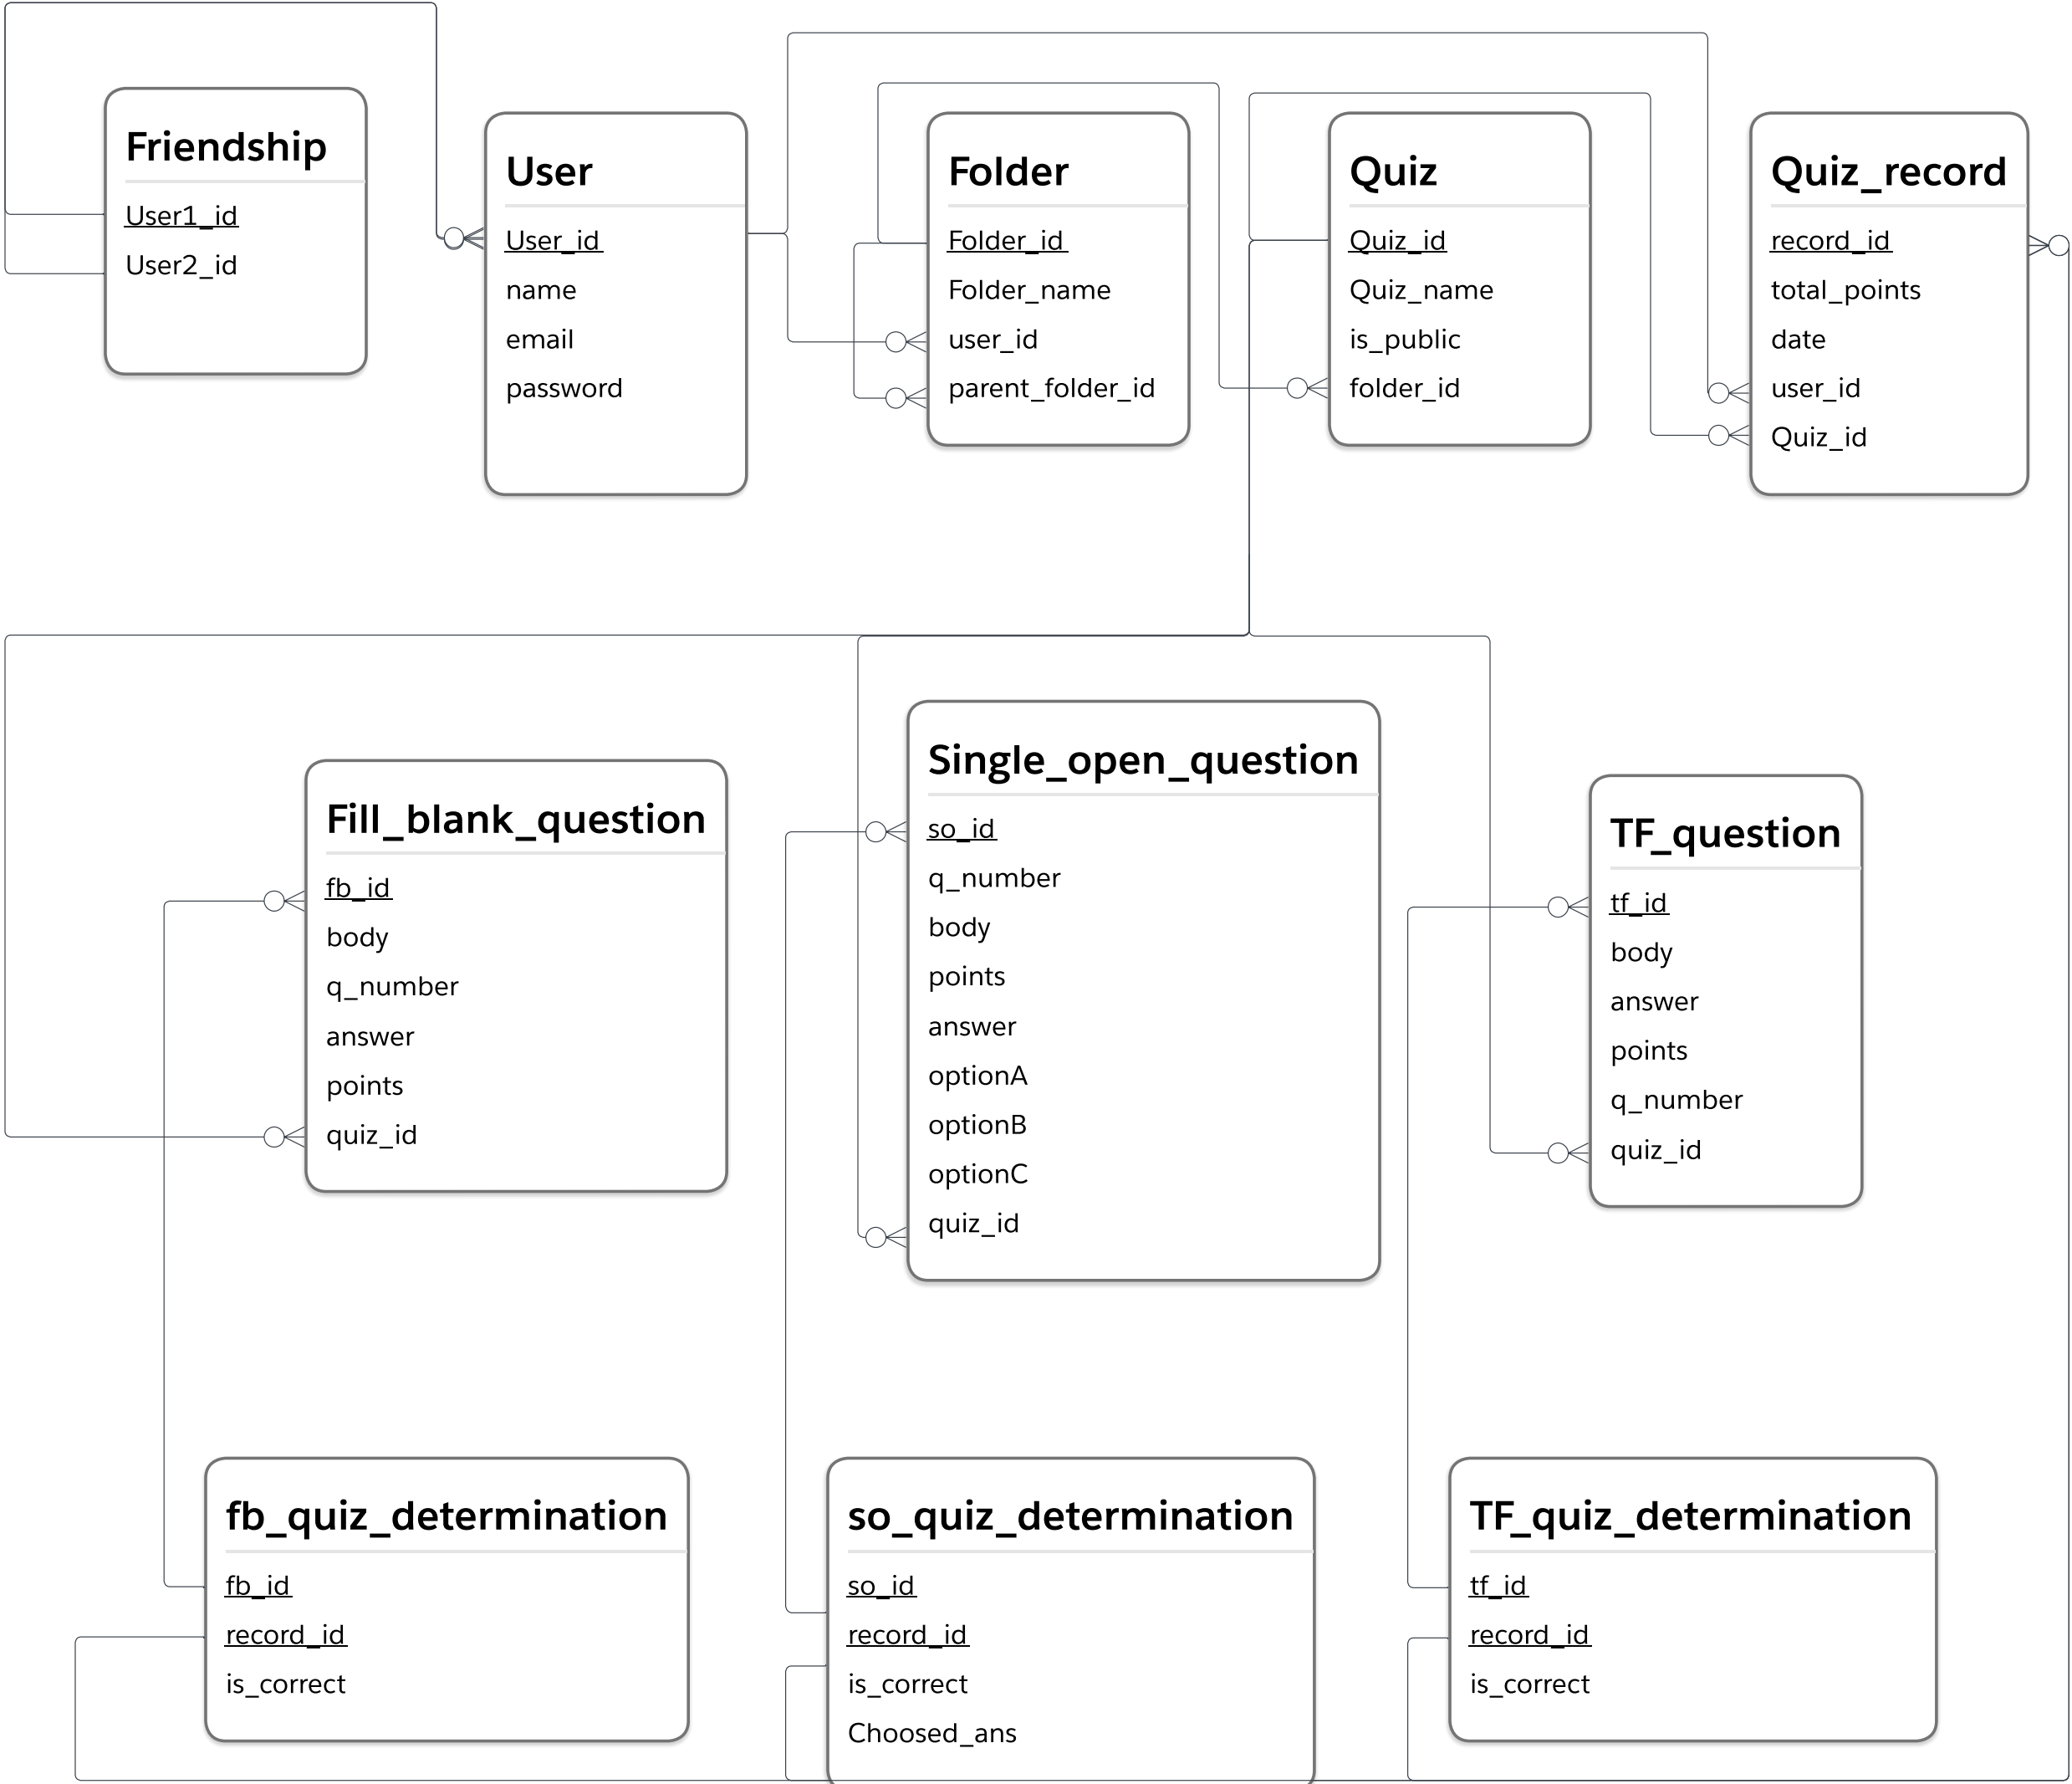 Friendship
User1_id
User2_id
User
User_id
name
email
password
Folder
Folder_id
Folder_name
user_id
parent_folder_id
Quiz
Quiz_id
Quiz_name
is_public
folder_id
Quiz_record
record_id
total_points
date
user_id
Quiz_id
Fill_blank_question
fb_id
body
q_number
answer
points
quiz_id
Single_open_question
so_id
q_number
body
points
answer
optionA
optionB
optionC
quiz_id
TF_question
tf_id
body
answer
points
q_number
quiz_id
fb_quiz_determination
fb_id
record_id
is_correct
so_quiz_determination
so_id
record_id
is_correct
Choosed_ans
TF_quiz_determination
tf_id
record_id
is_correct